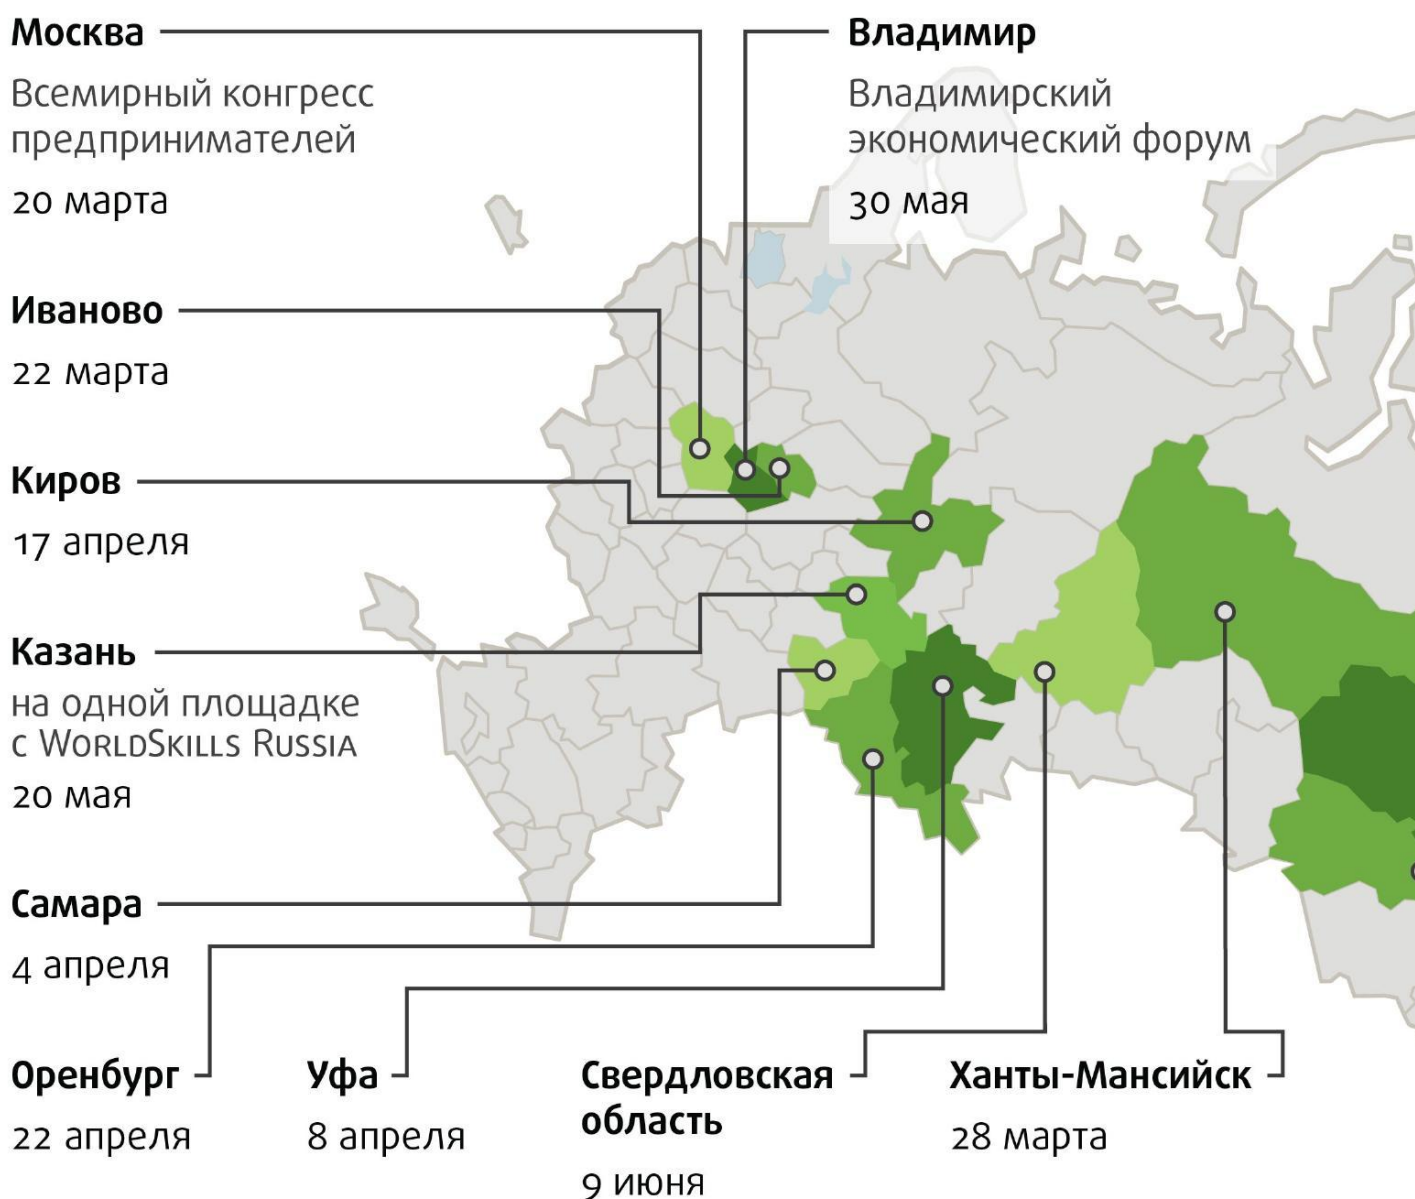 Москва
Всемирный конгресс
предпринимателей
20 марта
Владимир
Владимирский
экономический форум
30 мая
Иваново
22 марта
Киров
17 апреля
Казань
на одной площадке
с WorldSkills Russia
20 мая
Самара
4 апреля
Оренбург
22 апреля
Уфа
8 апреля
Свердловская
область
9 июня
Ханты-Мансийск
28 марта